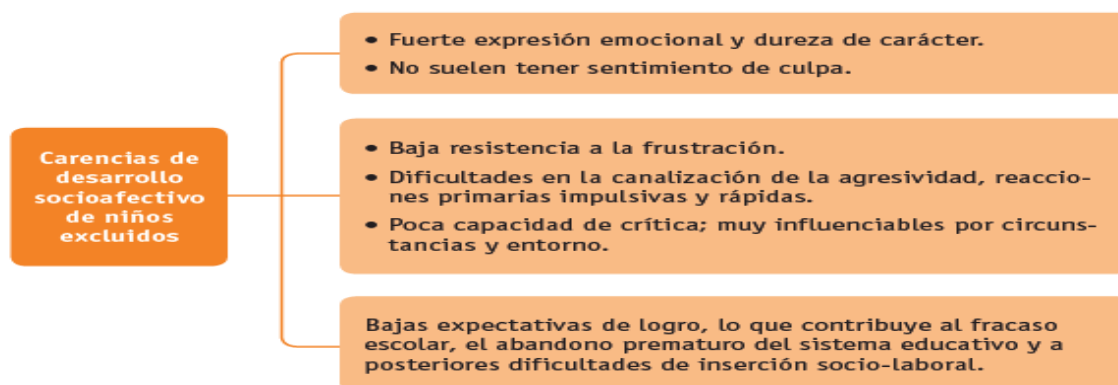 Carencias de
desarrollo
socioafectivo
de niños
excluidos
• Fuerte expresión emocional y dureza de carácter.
• No suelen tener sentimiento de culpa.
• Baja resistencia a la frustración.
• Dificultades en la canalización de la agresividad, reaccio-
nes primarias impulsivas y rápidas.
• Poca capacidad de crítica; muy influenciables por circuns-
tancias y entorno.
Bajas expectativas de logro, lo que contribuye al fracaso
escolar, el abandono prematuro del sistema educativo y a
posteriores dificultades de inserción socio-laboral.